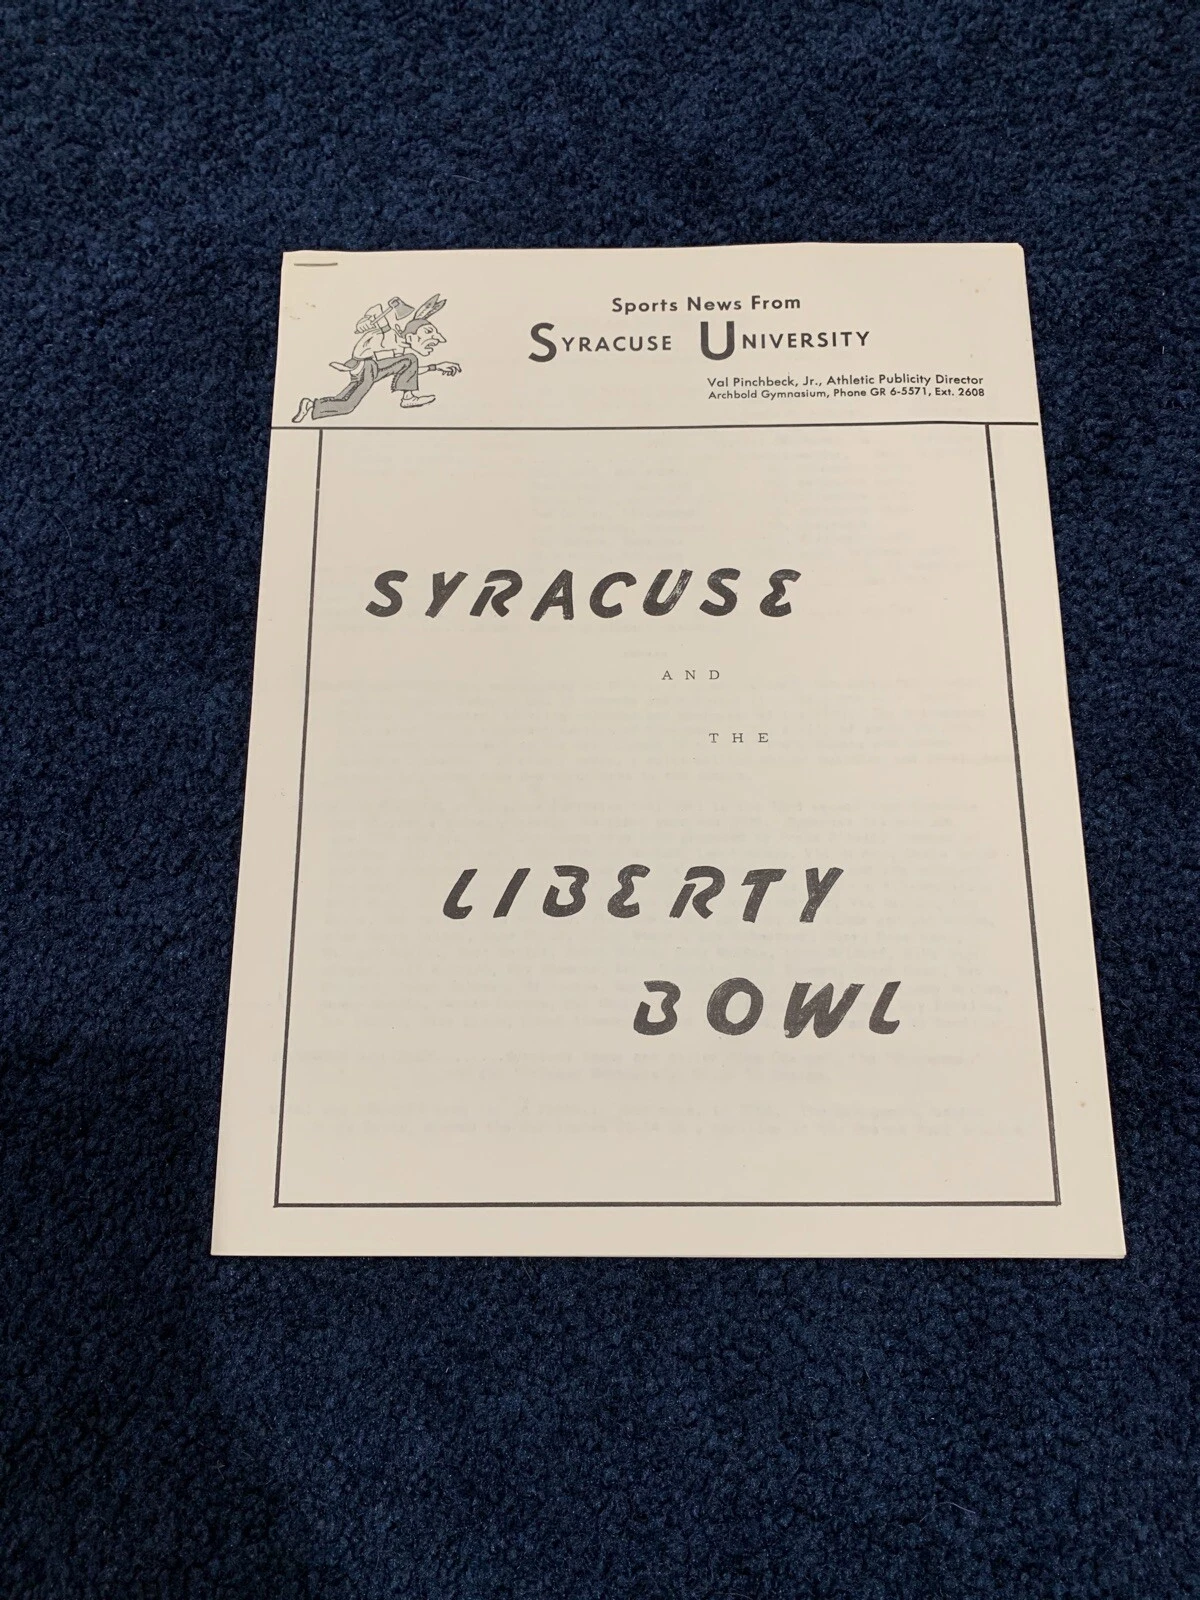 Sports News From
SYRACUSE UNIVERSITY
Val Pinchbeck, Jr., Athletic Publicity Director
Archbold Gymnasium, Phone GR 6-5571, Ext. 2608
SYRACUSE
AND
THE
LIBERTY
BOWL